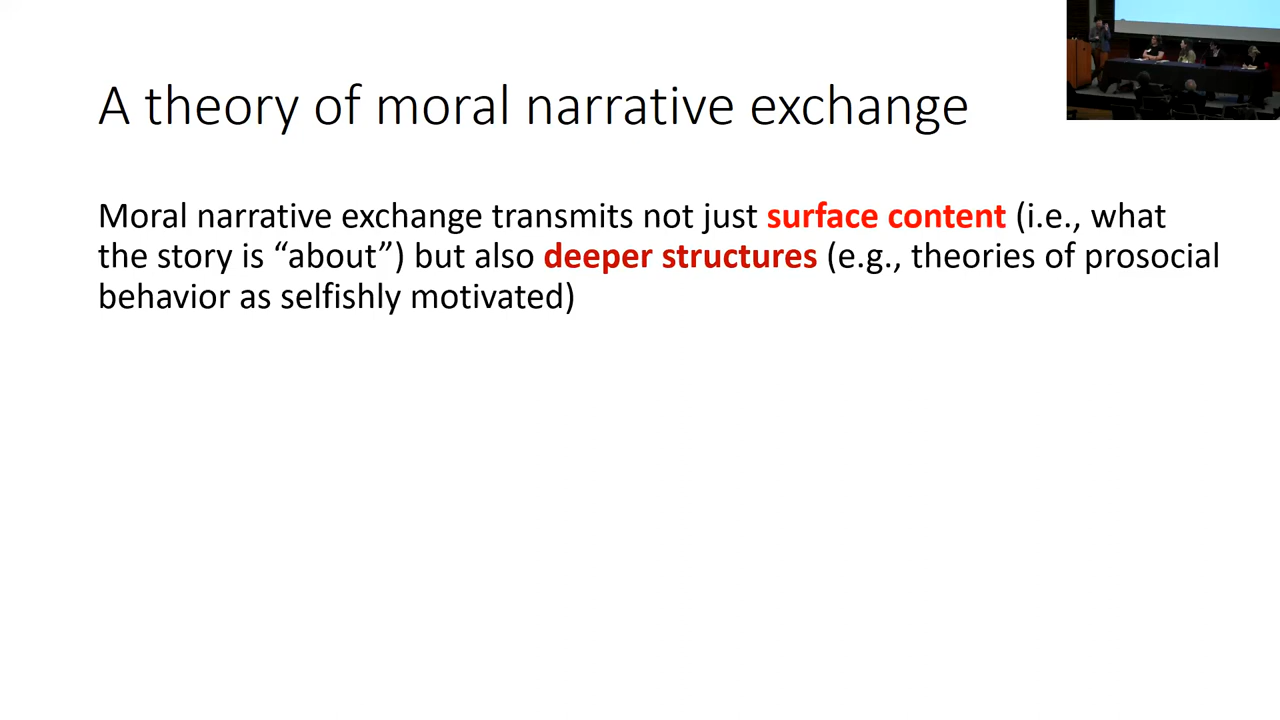 A theory of moral narrative exchange
Moral narrative exchange transmits not just surface content (i.e., what
the story is “about”) but also deeper structures (e.g., theories of prosocial
behavior as selfishly motivated)